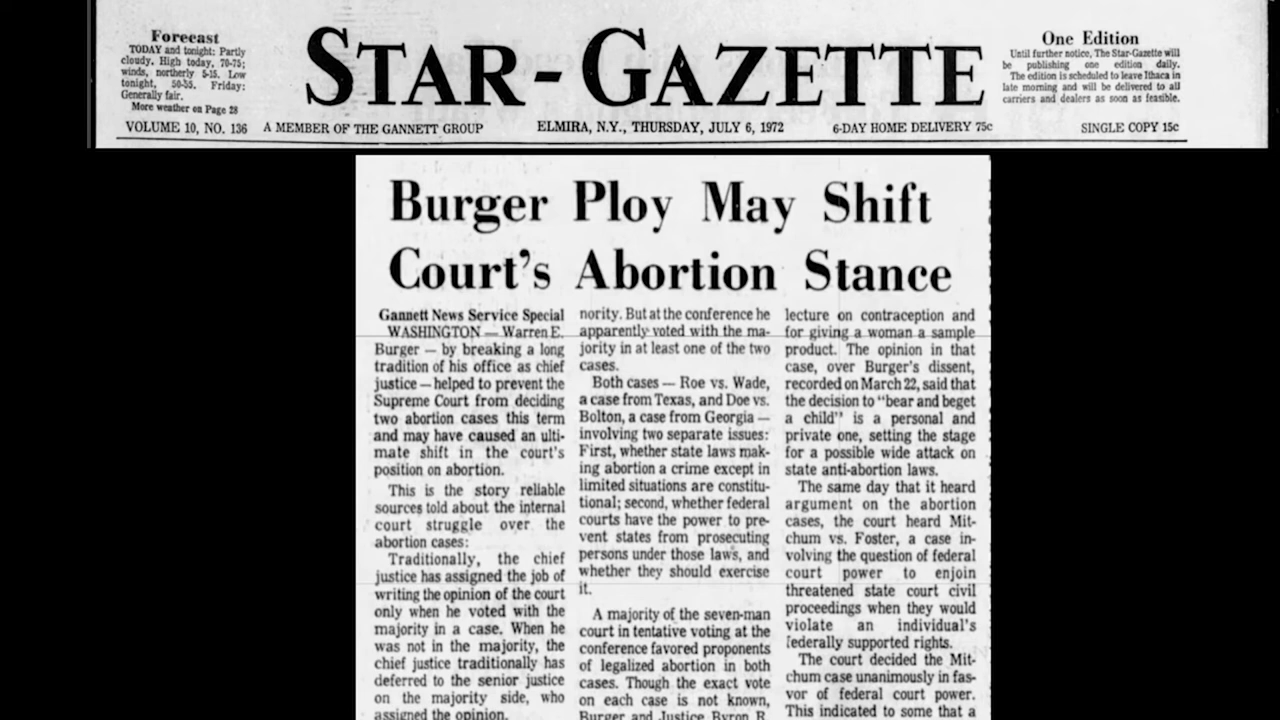 Forecast
TODAY and tonight: Partly
cloudy. High today, 70-75;
winds, northerly 5-15. Low
tonight, 50-55. Friday:
Generally fair.
More weather on Page 28
STAR-GAZETTE
One Edition
Until further notice, The Star-Gazette will
be publishing one edition daily.
The edition is scheduled to leave Ithaca in
late morning and will be delivered to all
carriers and dealers as soon as feasible.
VOLUME 10, NO. 136 A MEMBER OF THE GANNETT GROUP ELMIRA, N.Y., THURSDAY, JULY 6, 1972 6-DAY HOME DELIVERY 75c SINGLE COPY 15c
Burger Ploy May Shift
Court's Abortion Stance
Gannett News Service Special
WASHINGTON — Warren E.
Burger — by breaking a long
tradition of his office as chief
justice — helped to prevent the
Supreme Court from deciding
two abortion cases this term
and may have caused an ulti-
mate shift in the court's
position on abortion.
This is the story reliable
sources told about the internal
court struggle over the
abortion cases:
Traditionally, the chief
justice has assigned the job of
writing the opinion of the court
only when he voted with the
majority in a case. When he
was not in the majority, the
chief justice traditionally has
deferred to the senior justice
on the majority side, who
assigned the opinion.
nority. But at the conference he
apparently voted with the ma-
jority in at least one of the two
cases.
Both cases — Roe vs. Wade,
a case from Texas, and Doe vs.
Bolton, a case from Georgia —
involving two separate issues:
First, whether state laws mak-
ing abortion a crime except in
limited situations are constitu-
tional; second, whether federal
courts have the power to pre-
vent states from prosecuting
persons under those laws, and
whether they should exercise
it.
A majority of the seven-man
court in tentative voting at the
conference favored proponents
of legalized abortion in both
cases. Though the exact vote
on each case is not known,
Burger and Justice Byron R.
lecture on contraception and
for giving a woman a sample
product. The opinion in that
case, over Burger's dissent,
recorded on March 22, said that
the decision to "bear and beget
a child" is a personal and
private one, setting the stage
for a possible wide attack on
state anti-abortion laws.
The same day that it heard
argument on the abortion
cases, the court heard Mit-
chum vs. Foster, a case in-
volving the question of federal
court power to enjoin
threatened state court civil
proceedings when they would
violate an individual's
federally supported rights.
The court decided the Mit-
chum case unanimously in fas-
vor of federal court power.
This indicated to some that a